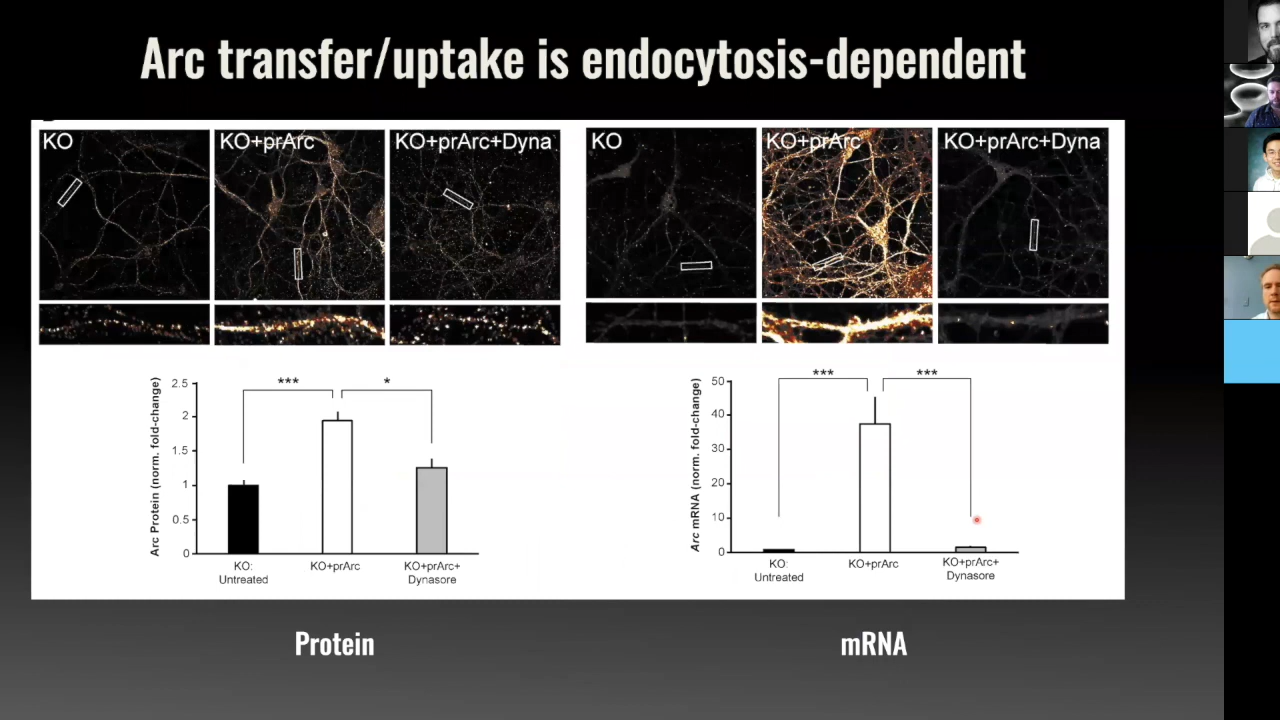 Arc transfer/uptake is endocytosis-dependent
KO
KO+prArc
KO+prArc+Dyna
KO
KO+prArc
KO+prArc+Dyna
Arc Protein (norm. fold-change)
2.5
2
1.5
1
0.5
0
***
*
KO:
Untreated
KO+prArc
KO+prArc+
Dynasore
Arc mRNA (norm. fold-change)
50
40
30
20
10
0
***
***
KO:
Untreated
KO+prArc
KO+prArc+
Dynasore
Protein
mRNA